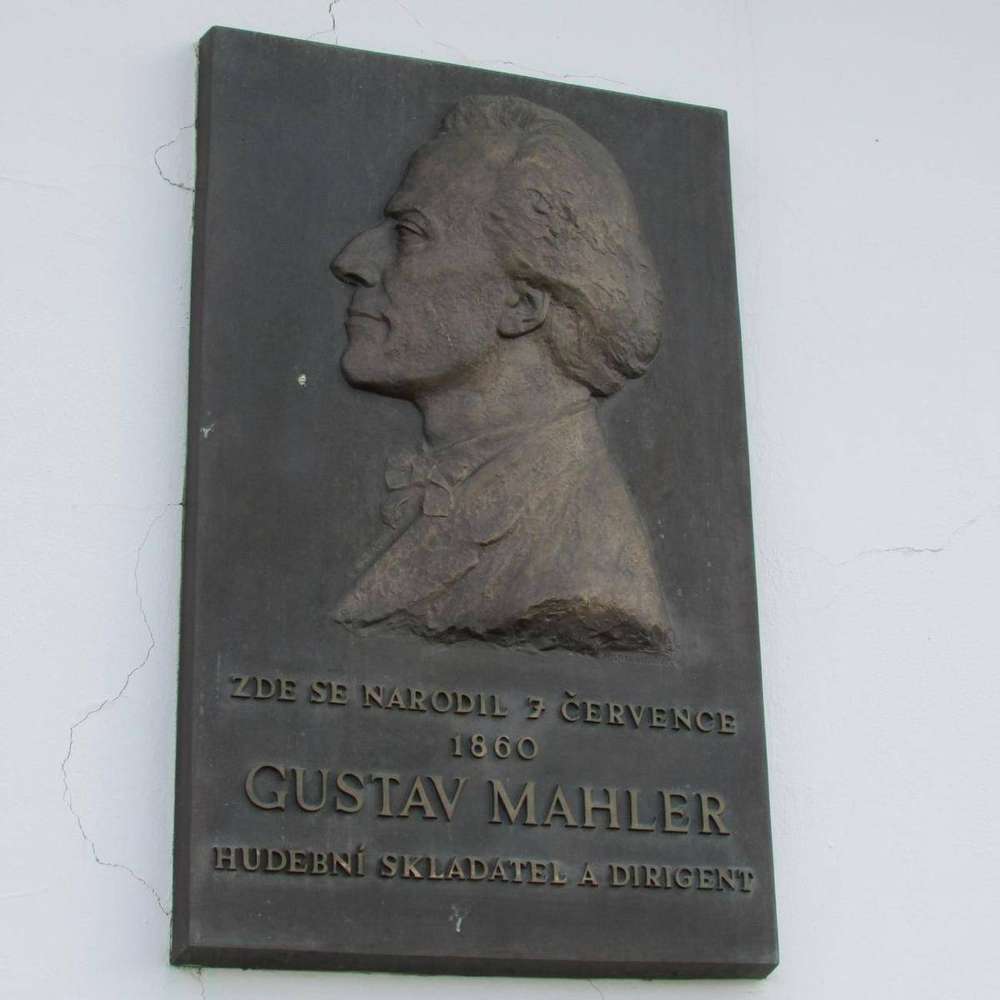 ZDE SE NARODIL 7 ČERVENCE
1860
GUSTAV MAHLER
HUDEBNÍ SKLADATEL A DIRIGENT